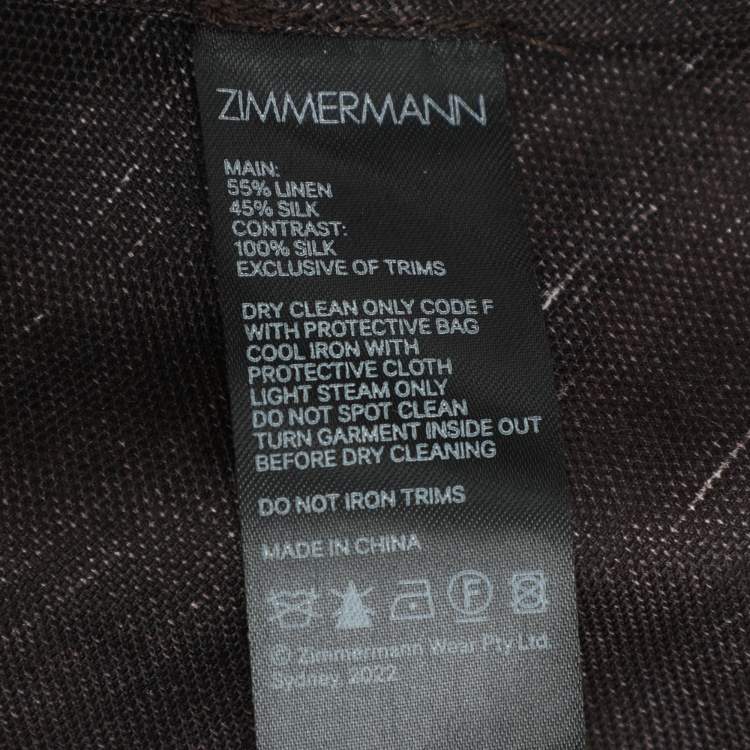 ZIMMERMANN
MAIN:
55% LINEN
45% SILK
CONTRAST:
100% SILK
EXCLUSIVE OF TRIMS
DRY CLEAN ONLY CODE F
WITH PROTECTIVE BAG
COOL IRON WITH
PROTECTIVE CLOTH
LIGHT STEAM ONLY
DO NOT SPOT CLEAN
TURN GARMENT INSIDE OUT
BEFORE DRY CLEANING
DO NOT IRON TRIMS
MADE IN CHINA
F
© Zimmermann Wear Pty Ltd.
Sydney, 2022